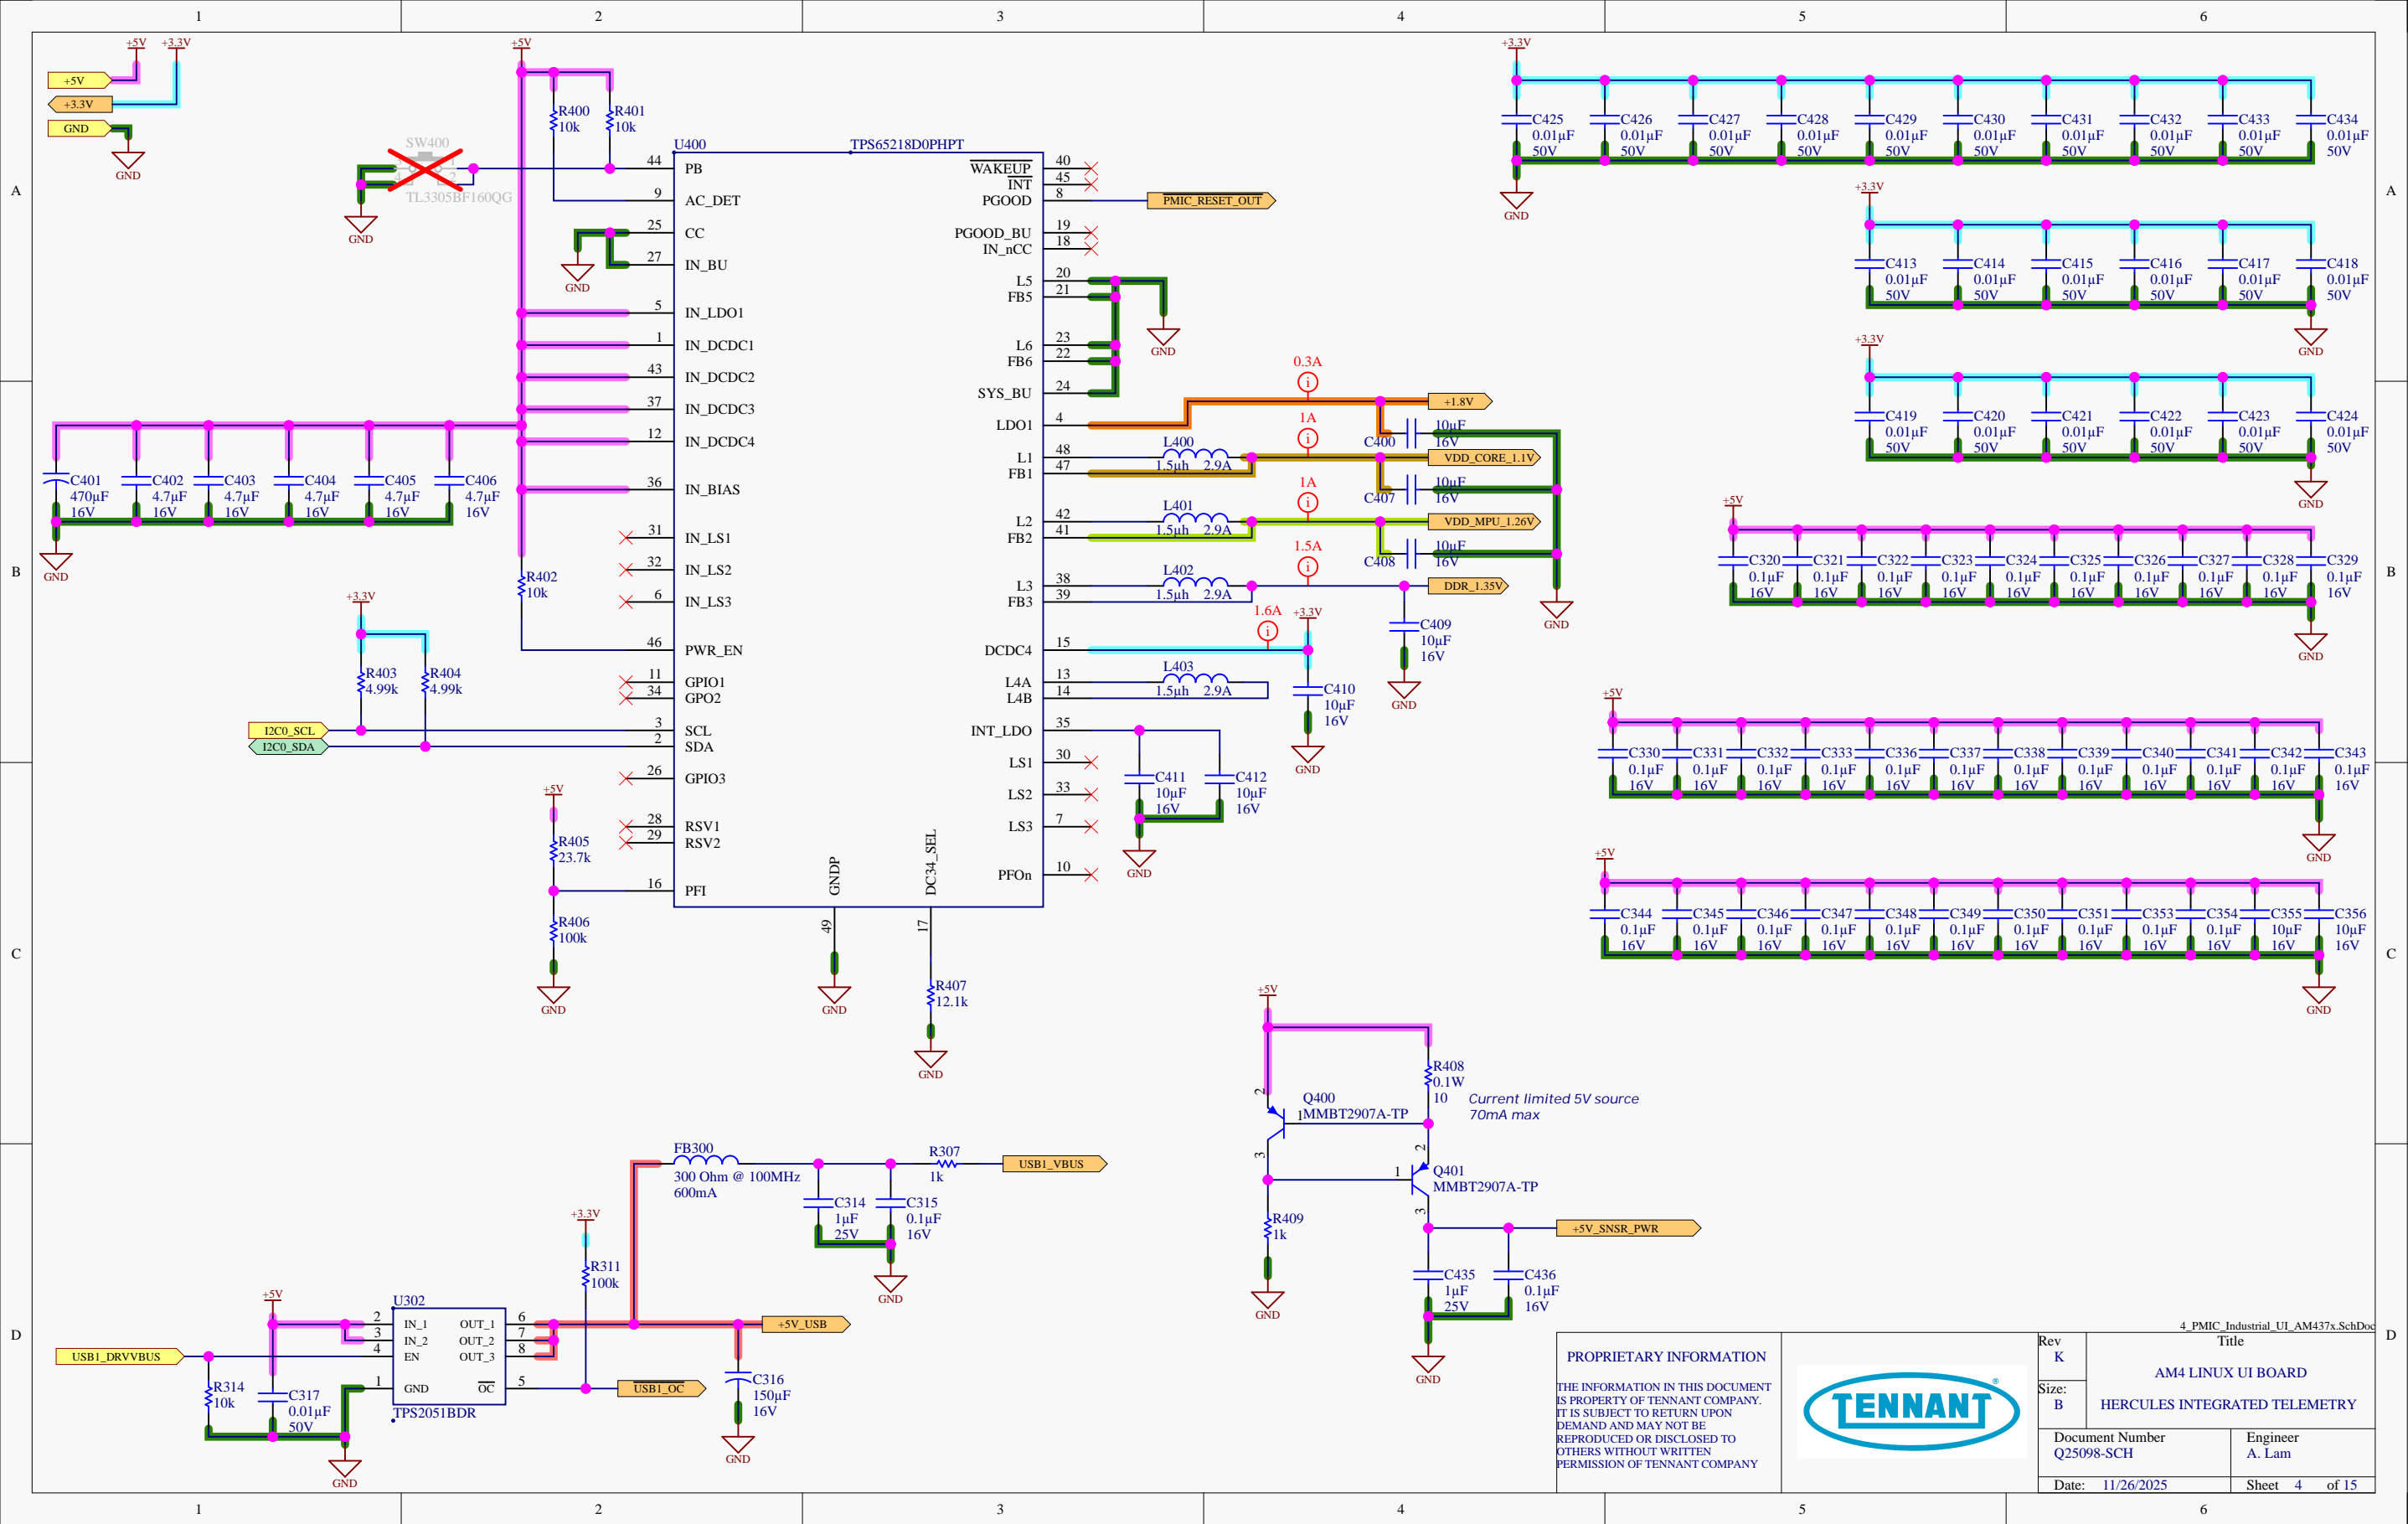 1 2 3 4 5 6
A A
B B
C C
D D
1 2 3 4 5 6
+5V +3.3V
+5V
+3.3V
GND
GND
SW400
1
4 2
TL3305BF160QG
GND
+5V
R400
10k
R401
10k
GND
U400 TPS65218D0PHPT
44 PB
9 AC_DET
25 CC
27 IN_BU
5 IN_LDO1
1 IN_DCDC1
43 IN_DCDC2
37 IN_DCDC3
12 IN_DCDC4
36 IN_BIAS
31 IN_LS1
32 IN_LS2
6 IN_LS3
46 PWR_EN
11 GPIO1
34 GPO2
3 SCL
2 SDA
26 GPIO3
28 RSV1
29 RSV2
16 PFI
GNDP
49
DC34_SEL
17
WAKEUP 40
INT 45
PGOOD 8
PGOOD_BU 19
IN_nCC 18
L5 20
FB5 21
L6 23
FB6 22
SYS_BU 24
LDO1 4
L1 48
FB1 47
L2 42
FB2 41
L3 38
FB3 39
DCDC4 15
L4A 13
L4B 14
INT_LDO 35
LS1 30
LS2 33
LS3 7
PFOn 10
PMIC_RESET_OUT
GND
0.3A
i
+1.8V
C400
10µF
16V
1A
i
L400
1.5µh 2.9A
VDD_CORE_1.1V
C407
10µF
16V
1A
i
L401
1.5µh 2.9A
VDD_MPU_1.26V
C408
10µF
16V
1.5A
i
L402
1.5µh 2.9A
DDR_1.35V
GND
1.6A
i
+3.3V
C409
10µF
16V
GND
L403
1.5µh 2.9A
C410
10µF
16V
GND
C411
10µF
16V
C412
10µF
16V
GND
C401
470µF
16V
C402
4.7µF
16V
C403
4.7µF
16V
C404
4.7µF
16V
C405
4.7µF
16V
C406
4.7µF
16V
GND
R402
10k
+3.3V
R403
4.99k
R404
4.99k
I2C0_SCL
I2C0_SDA
+5V
R405
23.7k
R406
100k
GND
GND
R407
12.1k
GND
+3.3V
C425
0.01µF
50V
C426
0.01µF
50V
C427
0.01µF
50V
C428
0.01µF
50V
C429
0.01µF
50V
C430
0.01µF
50V
C431
0.01µF
50V
C432
0.01µF
50V
C433
0.01µF
50V
C434
0.01µF
50V
GND
+3.3V
C413
0.01µF
50V
C414
0.01µF
50V
C415
0.01µF
50V
C416
0.01µF
50V
C417
0.01µF
50V
C418
0.01µF
50V
GND
+3.3V
C419
0.01µF
50V
C420
0.01µF
50V
C421
0.01µF
50V
C422
0.01µF
50V
C423
0.01µF
50V
C424
0.01µF
50V
GND
+5V
C320
0.1µF
16V
C321
0.1µF
16V
C322
0.1µF
16V
C323
0.1µF
16V
C324
0.1µF
16V
C325
0.1µF
16V
C326
0.1µF
16V
C327
0.1µF
16V
C328
0.1µF
16V
C329
0.1µF
16V
GND
+5V
C330
0.1µF
16V
C331
0.1µF
16V
C332
0.1µF
16V
C333
0.1µF
16V
C336
0.1µF
16V
C337
0.1µF
16V
C338
0.1µF
16V
C339
0.1µF
16V
C340
0.1µF
16V
C341
0.1µF
16V
C342
0.1µF
16V
C343
0.1µF
16V
GND
+5V
C344
0.1µF
16V
C345
0.1µF
16V
C346
0.1µF
16V
C347
0.1µF
16V
C348
0.1µF
16V
C349
0.1µF
16V
C350
0.1µF
16V
C351
0.1µF
16V
C353
0.1µF
16V
C354
0.1µF
16V
C355
10µF
16V
C356
10µF
16V
GND
+5V
R408
0.1W
10
Current limited 5V source
70mA max
2
Q400
1 MMBT2907A-TP
3
2
1
Q401
MMBT2907A-TP
3
R409
1k
GND
+5V_SNSR_PWR
C435
1µF
25V
C436
0.1µF
16V
GND
FB300
300 Ohm @ 100MHz
600mA
C314
1µF
25V
C315
0.1µF
16V
GND
R307
1k
USB1_VBUS
+3.3V
R311
100k
+5V
U302
2 IN_1
3 IN_2
4 EN
1 GND
OUT_1 6
OUT_2 7
OUT_3 8
OC 5
TPS2051BDR
USB1_DRVVBUS
R314
10k
C317
0.01µF
50V
GND
+5V_USB
USB1_OC
C316
150µF
16V
GND
4_PMIC_Industrial_UI_AM437x.SchDoc
PROPRIETARY INFORMATION
THE INFORMATION IN THIS DOCUMENT
IS PROPERTY OF TENNANT COMPANY.
IT IS SUBJECT TO RETURN UPON
DEMAND AND MAY NOT BE
REPRODUCED OR DISCLOSED TO
OTHERS WITHOUT WRITTEN
PERMISSION OF TENNANT COMPANY
TENNANT®
Rev
K
Size:
B
Title
AM4 LINUX UI BOARD
HERCULES INTEGRATED TELEMETRY
Document Number
Q25098-SCH
Engineer
A. Lam
Date: 11/26/2025
Sheet 4 of 15